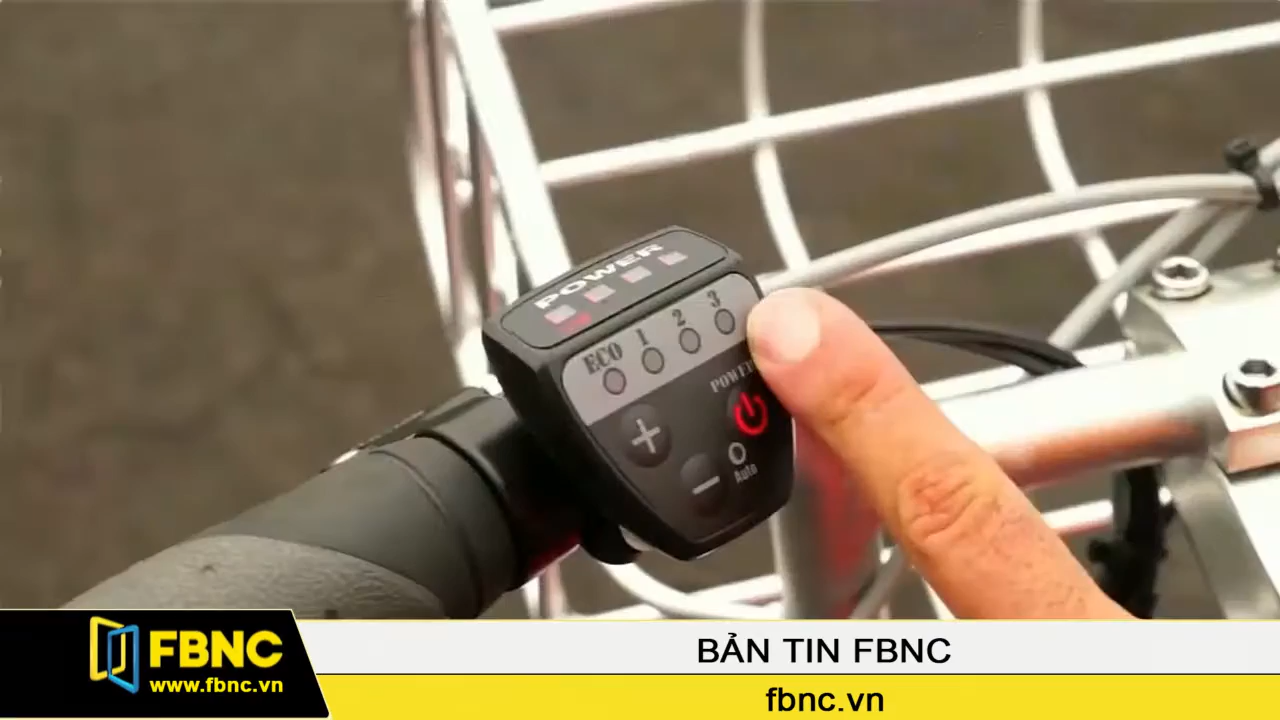 POWER
ECO 1 2 3
POWER
+
-
Auto
FBNC
www.fbnc.vn
BẢN TIN FBNC
fbnc.vn